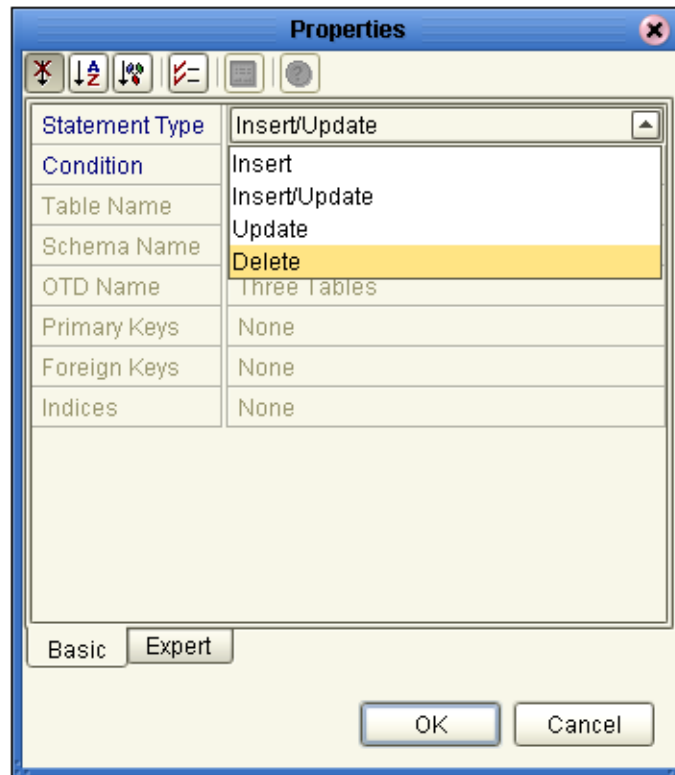 Properties
Statement Type Insert/Update
Condition Insert
Insert/Update
Table Name
Update
Schema Name
Delete
OTD Name Three Tables
Primary Keys None
Foreign Keys None
Indices None
Basic Expert
OK Cancel